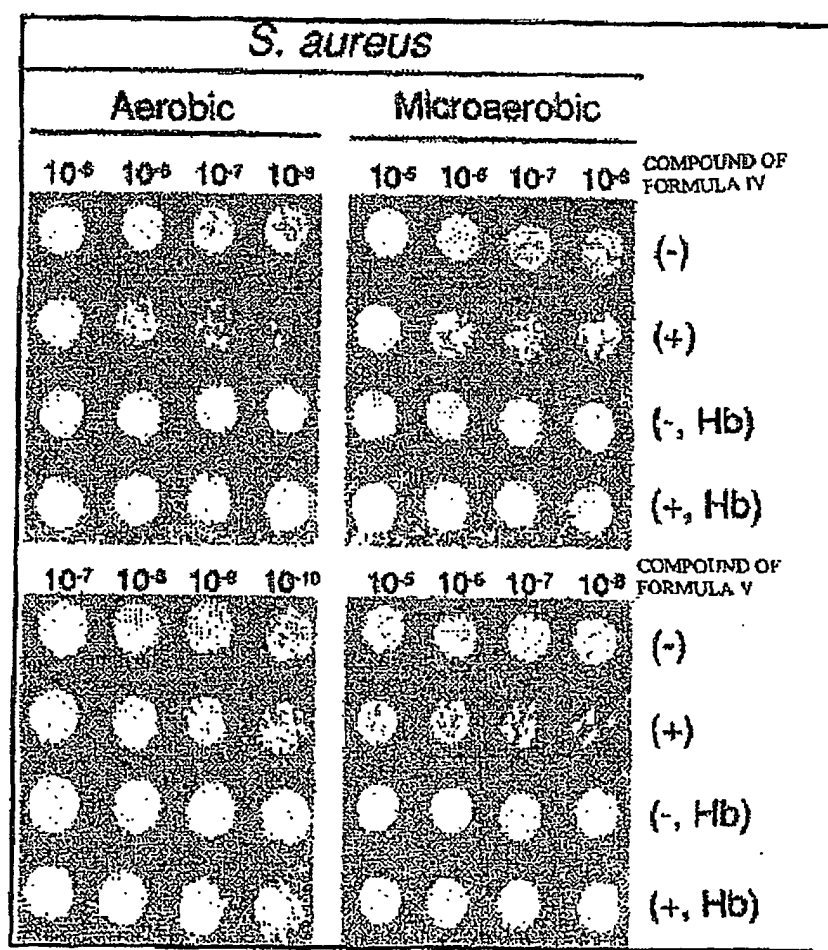 S. aureus
Aerobic Microaerobic
10-5 10-6 10-7 10-8 10-5 10-6 10-7 10-8 COMPOUND OF
FORMULA IV
(-)
(+)
(-, Hb)
(+, Hb)
10-7 10-8 10-9 10-10 10-5 10-6 10-7 10-8 COMPOUND OF
FORMULA V
(-)
(+)
(-, Hb)
(+, Hb)